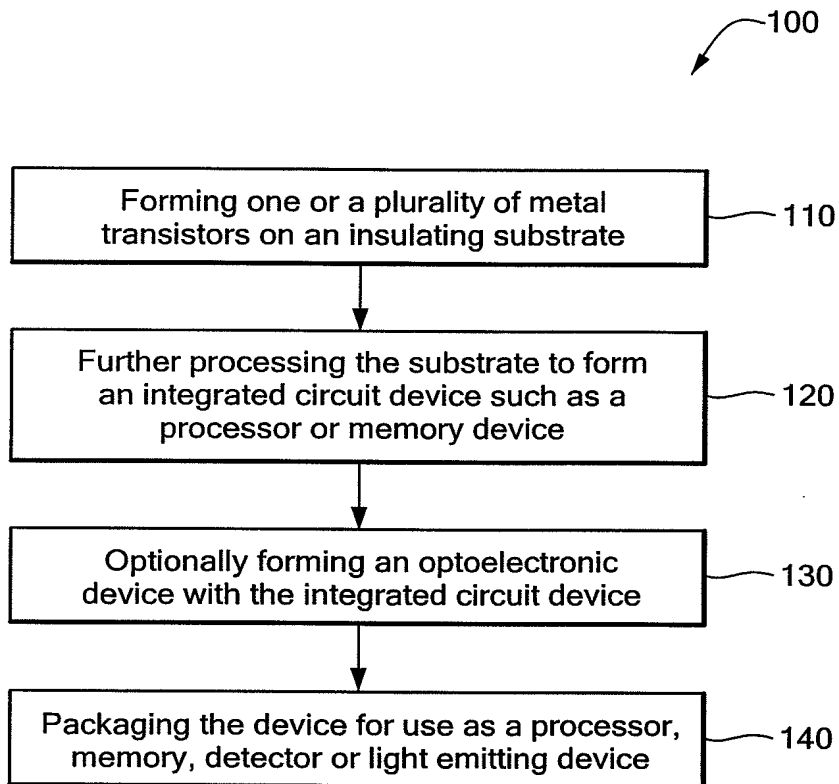 100
Forming one or a plurality of metal
transistors on an insulating substrate
110
Further processing the substrate to form
an integrated circuit device such as a
processor or memory device
120
Optionally forming an optoelectronic
device with the integrated circuit device
130
Packaging the device for use as a processor,
memory, detector or light emitting device
140